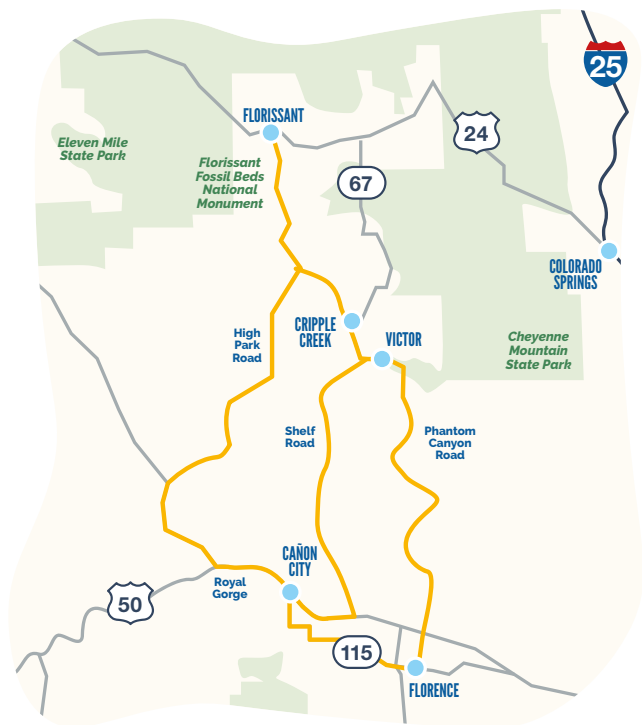 25
FLORISSANT
24
Eleven Mile
State Park
Florissant
Fossil Beds
National
Monument
67
COLORADO
SPRINGS
CRIPPLE
CREEK
VICTOR
High
Park
Road
Cheyenne
Mountain
State Park
Shelf
Road
Phantom
Canyon
Road
CAÑON
CITY
Royal
Gorge
50
115
FLORENCE